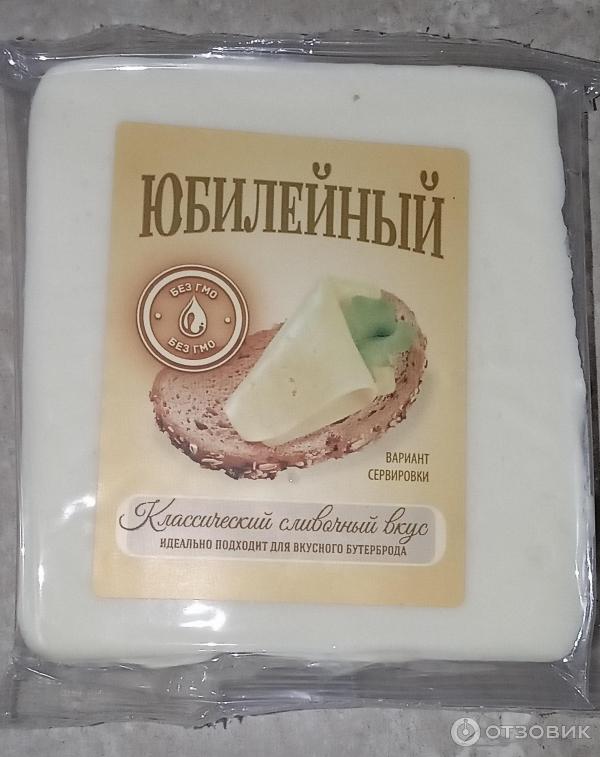 ЮБИЛЕЙНЫЙ
БЕЗ ГМО
БЕЗ ГМО
ВАРИАНТ
СЕРВИРОВКИ
Классический сливочный вкус
ИДЕАЛЬНО ПОДХОДИТ ДЛЯ ВКУСНОГО БУТЕРБРОДА
ОТЗОВИК